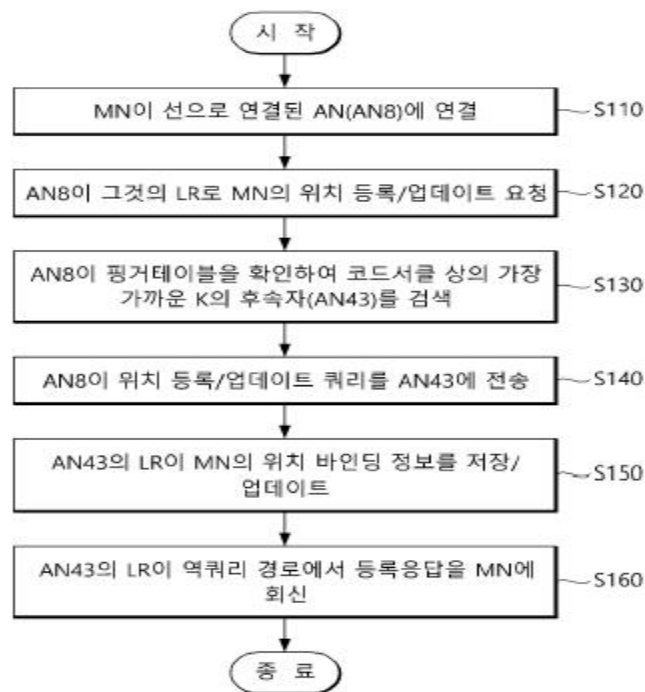 시 작
MN이 선으로 연결된 AN(AN8)에 연결
S110
AN8이 그것의 LR로 MN의 위치 등록/업데이트 요청
S120
AN8이 핑거테이블을 확인하여 코드서클 상의 가장
가까운 K의 후속자(AN43)를 검색
S130
AN8이 위치 등록/업데이트 쿼리를 AN43에 전송
S140
AN43의 LR이 MN의 위치 바인딩 정보를 저장/
업데이트
S150
AN43의 LR이 역쿼리 경로에서 등록응답을 MN에
회신
S160
종 료